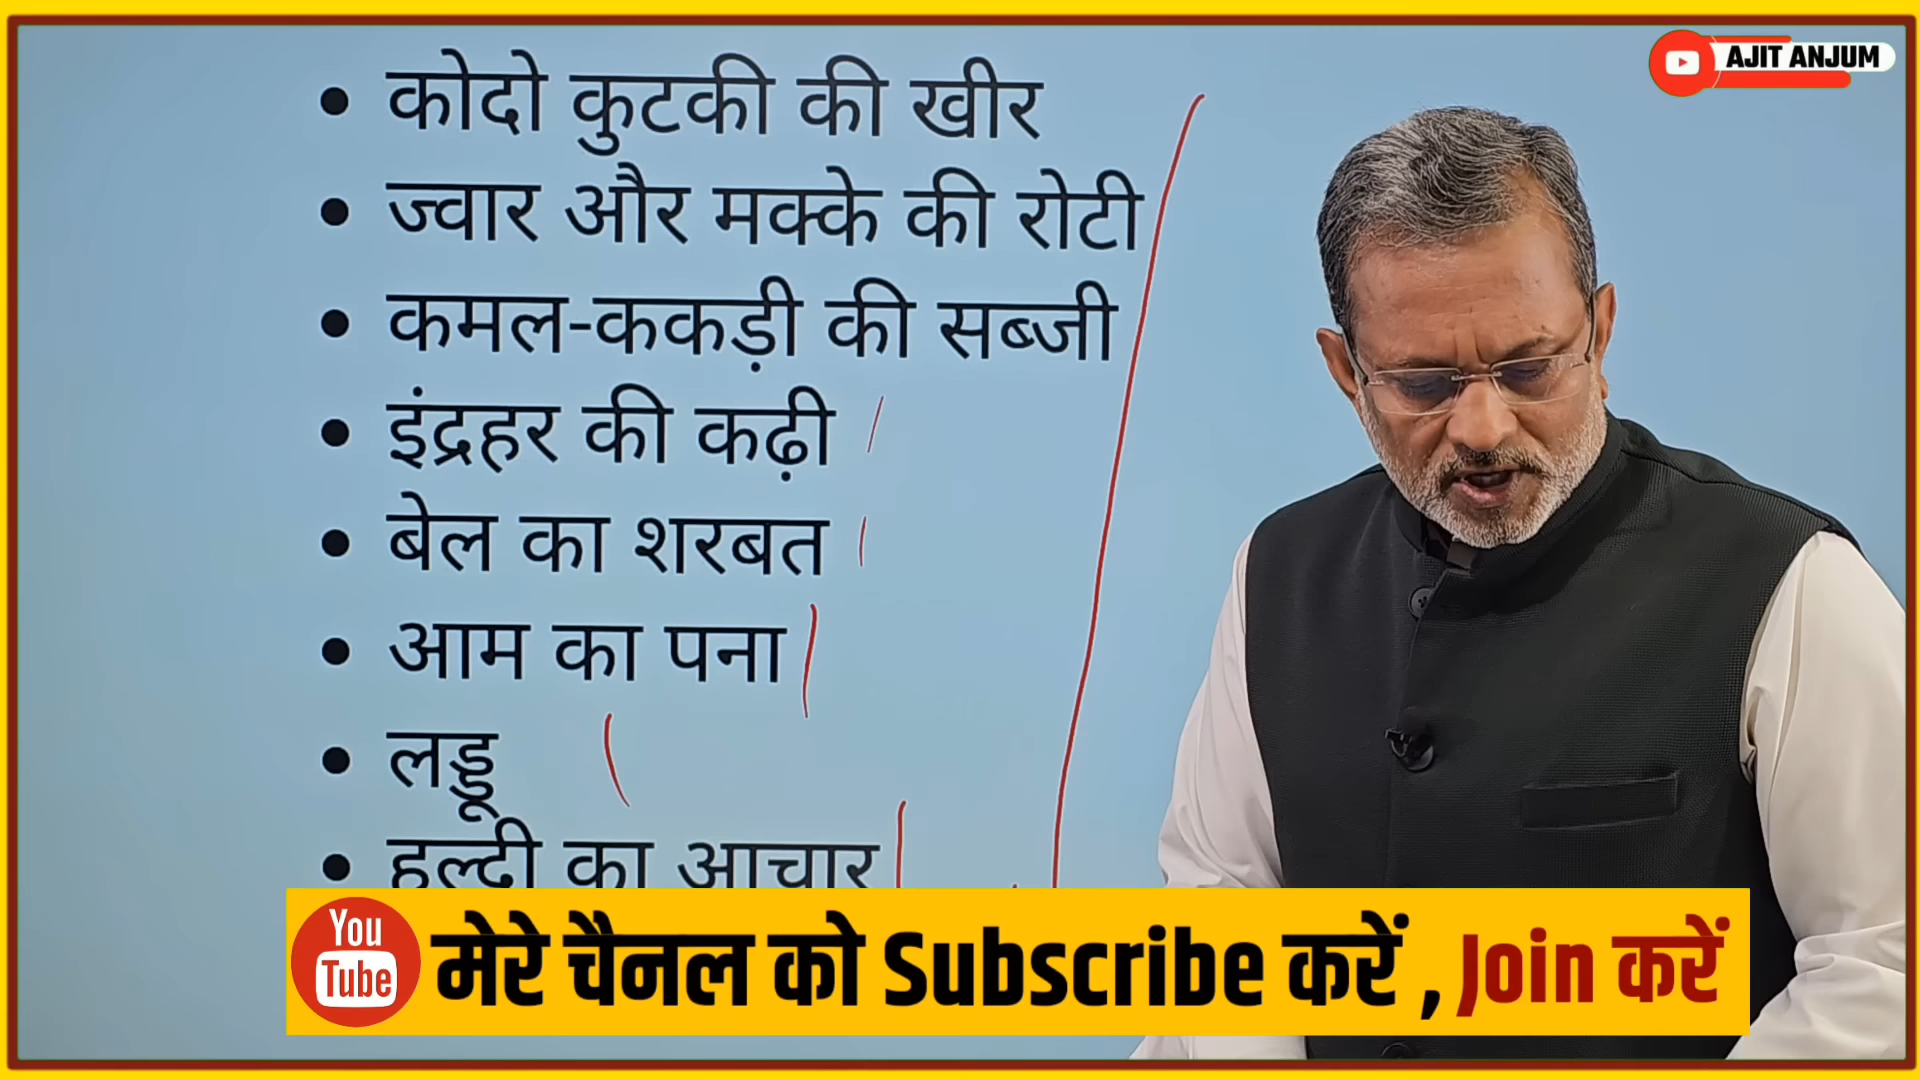 AJIT ANJUM
• कोदो कुटकी की खीर
• ज्वार और मक्के की रोटी
• कमल-ककड़ी की सब्जी
• इंद्रहर की कढ़ी
• बेल का शरबत
• आम का पना
• लड्डू
• हल्दी का आचार
You
Tube
मेरे चैनल को Subscribe करें , Join करें